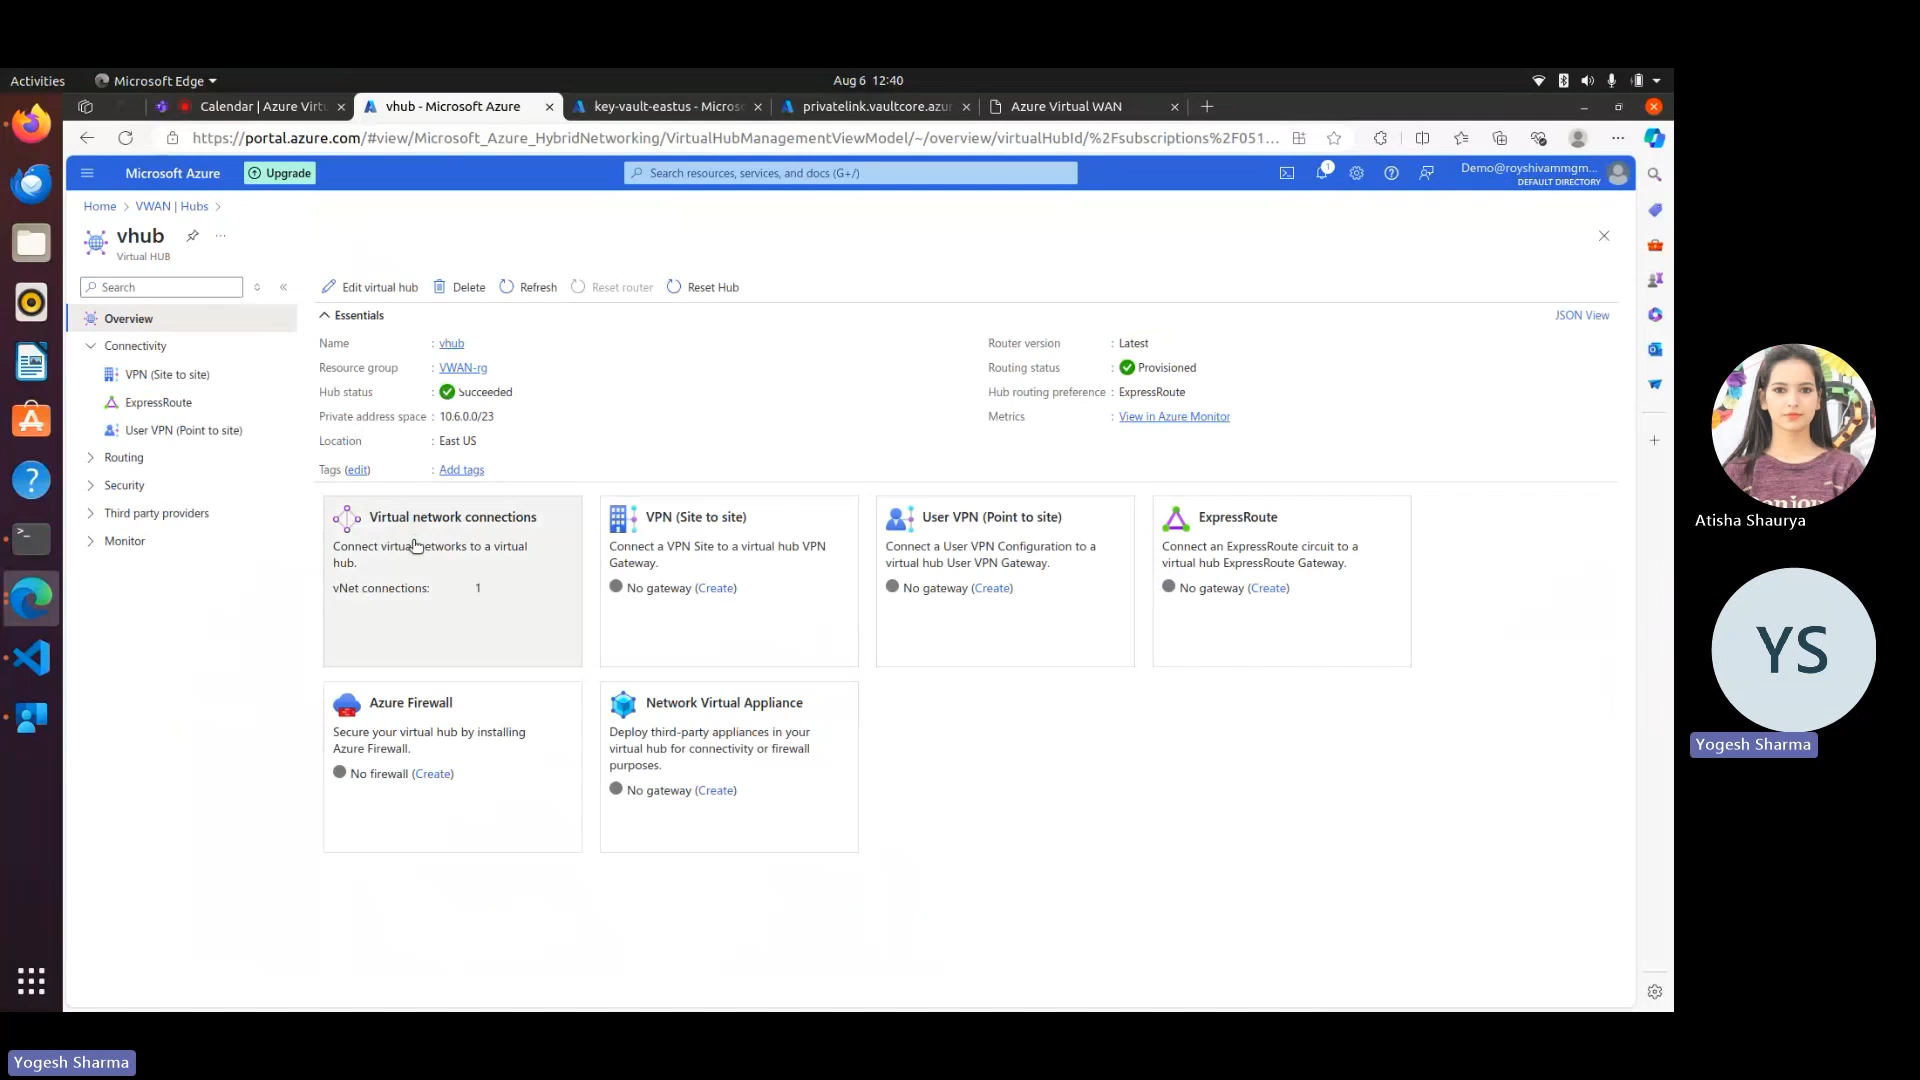 Activities
Microsoft Edge
Aug 6 12:40
Calendar | Azure Virtu
vhub - Microsoft Azure
key-vault-eastus - Microso
privatelink.vaultcore.azur
Azure Virtual WAN
https://portal.azure.com/#view/Microsoft_Azure_HybridNetworking/VirtualHubManagementViewModel/~/overview/virtualHubId/%2Fsubscriptions%2F051...
Microsoft Azure
Upgrade
Search resources, services, and docs (G+/)
1
Demo@royshivammgm...
DEFAULT DIRECTORY
Home > VWAN | Hubs >
vhub
...
Virtual HUB
Search
Edit virtual hub
Delete
Refresh
Reset router
Reset Hub
Overview
Connectivity
VPN (Site to site)
ExpressRoute
User VPN (Point to site)
Routing
Security
Third party providers
Monitor
Essentials
JSON View
Name : vhub
Resource group : VWAN-rg
Hub status : Succeeded
Private address space : 10.6.0.0/23
Location : East US
Tags (edit) : Add tags
Router version : Latest
Routing status : Provisioned
Hub routing preference : ExpressRoute
Metrics : View in Azure Monitor
Virtual network connections
Connect virtual networks to a virtual
hub.
vNet connections: 1
VPN (Site to site)
Connect a VPN Site to a virtual hub VPN
Gateway.
No gateway (Create)
User VPN (Point to site)
Connect a User VPN Configuration to a
virtual hub User VPN Gateway.
No gateway (Create)
ExpressRoute
Connect an ExpressRoute circuit to a
virtual hub ExpressRoute Gateway.
No gateway (Create)
Azure Firewall
Secure your virtual hub by installing
Azure Firewall.
No firewall (Create)
Network Virtual Appliance
Deploy third-party appliances in your
virtual hub for connectivity or firewall
purposes.
No gateway (Create)
Atisha Shaurya
YS
Yogesh Sharma
Yogesh Sharma